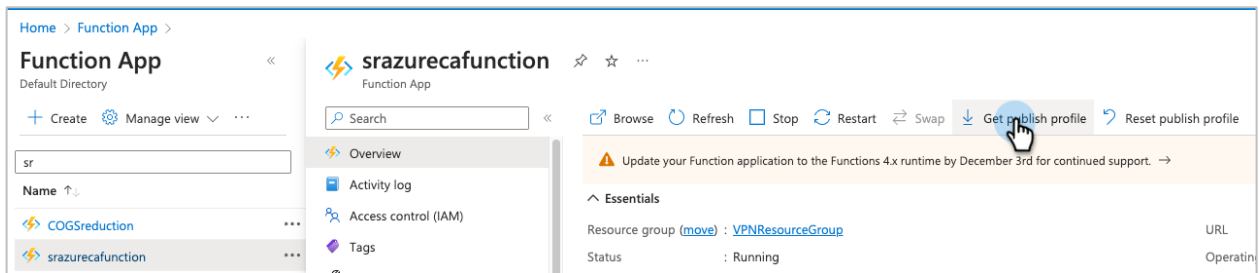 Home > Function App >
Function App
Default Directory
Create
Manage view
sr
Name
COGSreduction
srazurecafunction
srazurecafunction
Function App
Search
Overview
Activity log
Access control (IAM)
Tags
Browse
Refresh
Stop
Restart
Swap
Get publish profile
Reset publish profile
Update your Function application to the Functions 4.x runtime by December 3rd for continued support. →
Essentials
Resource group (move) : VPNResourceGroup
URL
Status : Running
Operatin